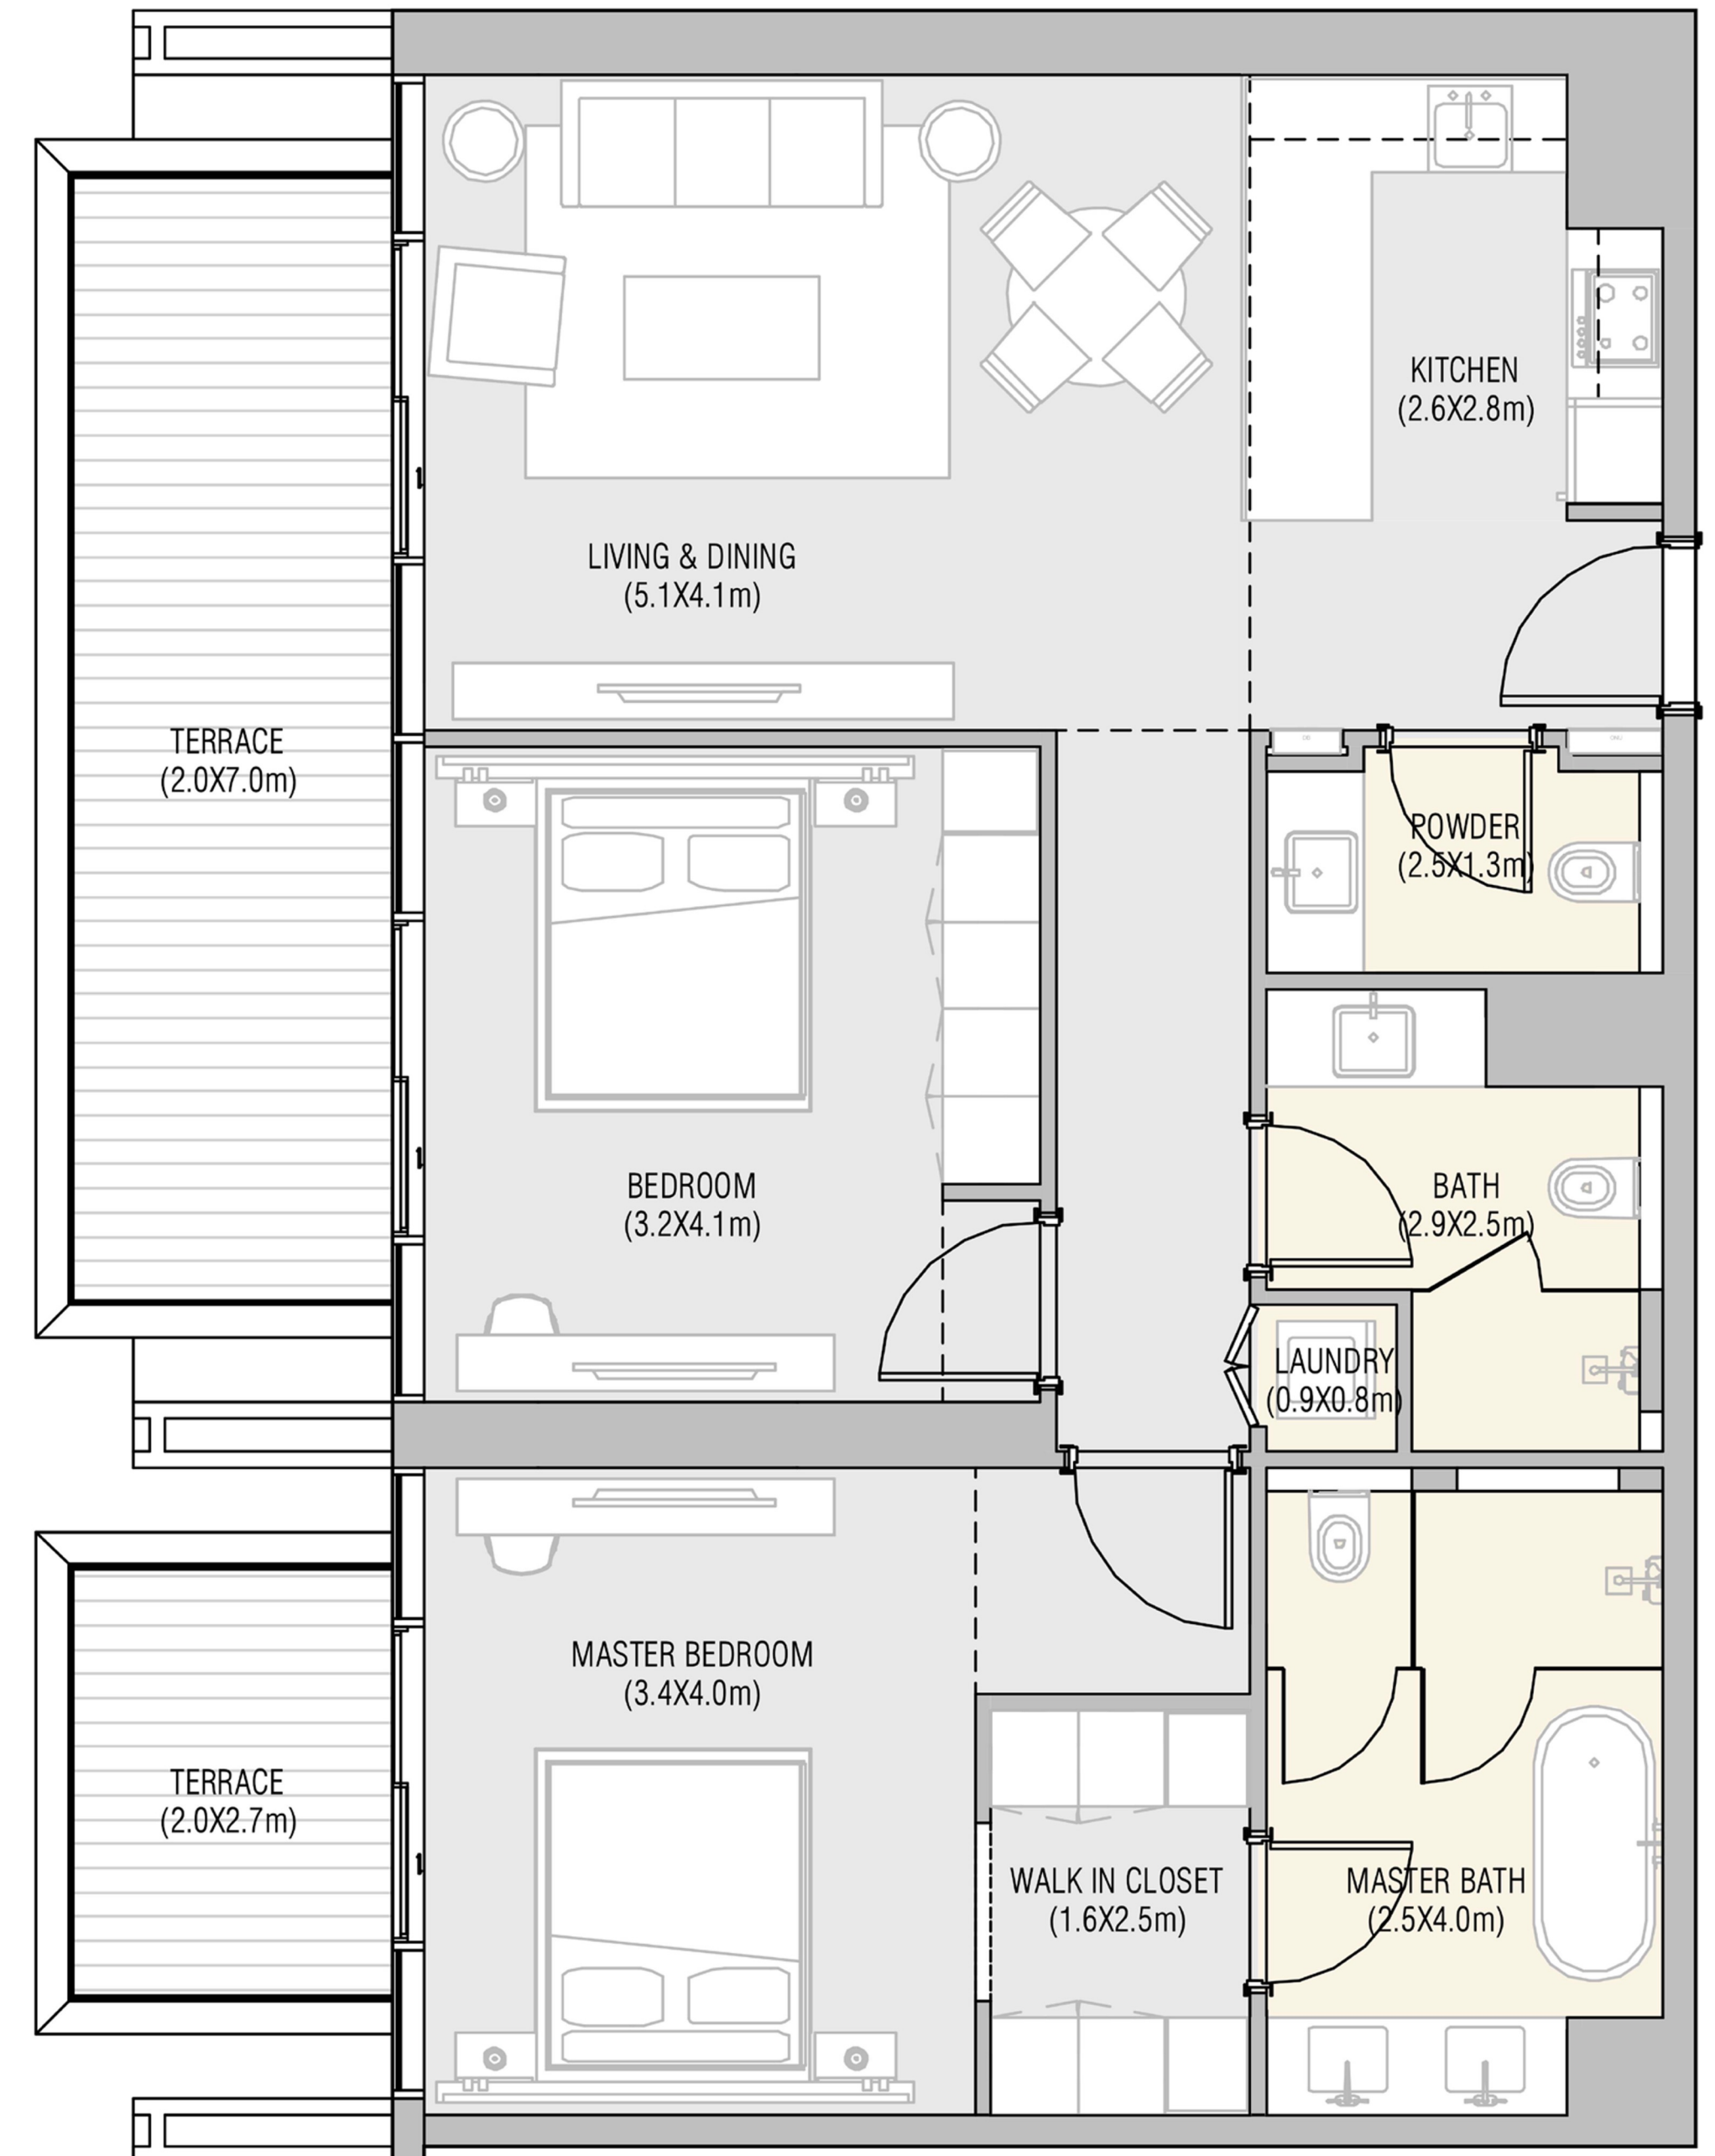 KITCHEN
(2.6X2.8m)
LIVING & DINING
(5.1X4.1m)
TERRACE
(2.0X7.0m)
POWDER
(2.5X1.3m)
BEDROOM
(3.2X4.1m)
BATH
(2.9X2.5m)
LAUNDRY
(0.9X0.8m)
MASTER BEDROOM
(3.4X4.0m)
TERRACE
(2.0X2.7m)
WALK IN CLOSET
(1.6X2.5m)
MASTER BATH
(2.5X4.0m)